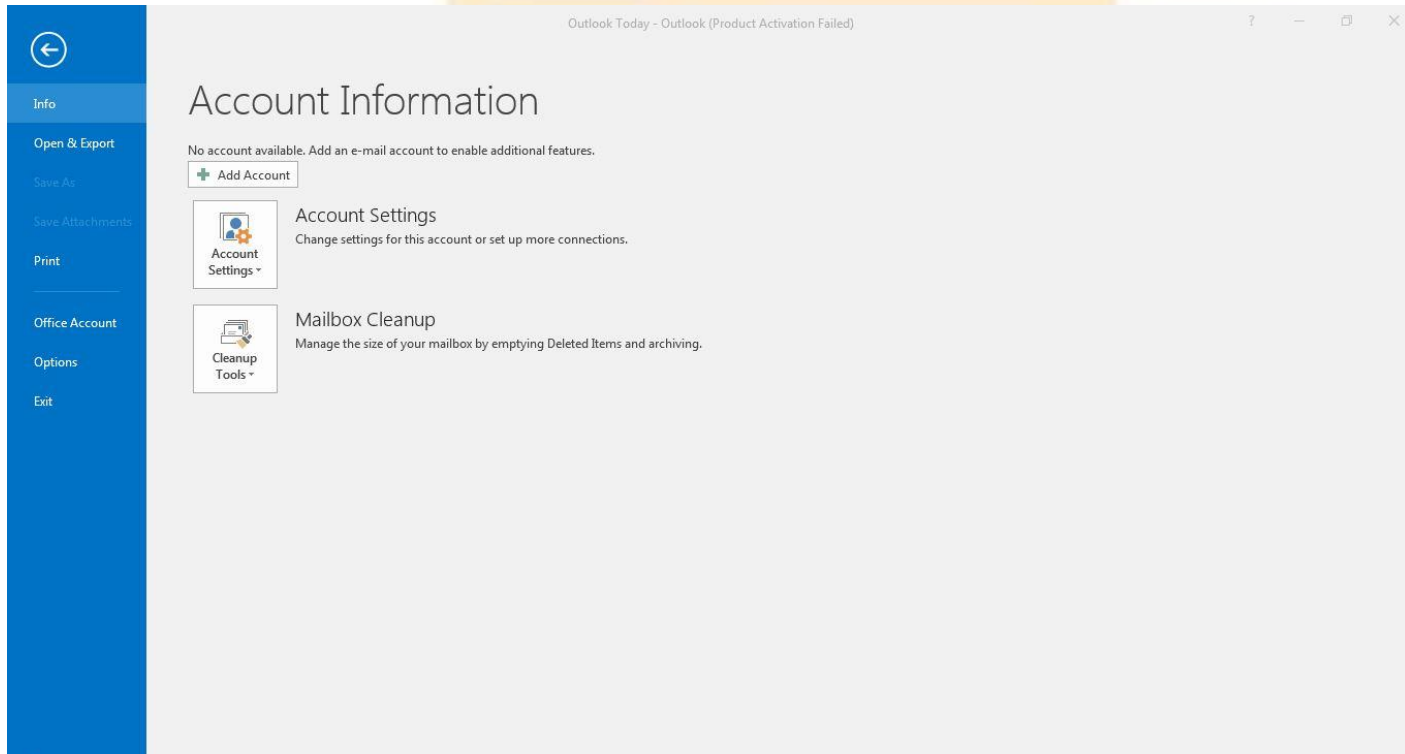 Outlook Today - Outlook (Product Activation Failed)
?
Info
Open & Export
Save As
Save Attachments
Print
Office Account
Options
Exit
Account Information
No account available. Add an e-mail account to enable additional features.
Add Account
Account
Settings
Account Settings
Change settings for this account or set up more connections.
Cleanup
Tools
Mailbox Cleanup
Manage the size of your mailbox by emptying Deleted Items and archiving.